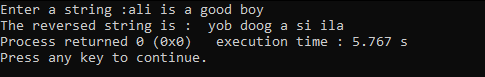 Enter a string :ali is a good boy
The reversed string is :  yob doog a si ila
Process returned 0 (0x0)   execution time : 5.767 s
Press any key to continue.